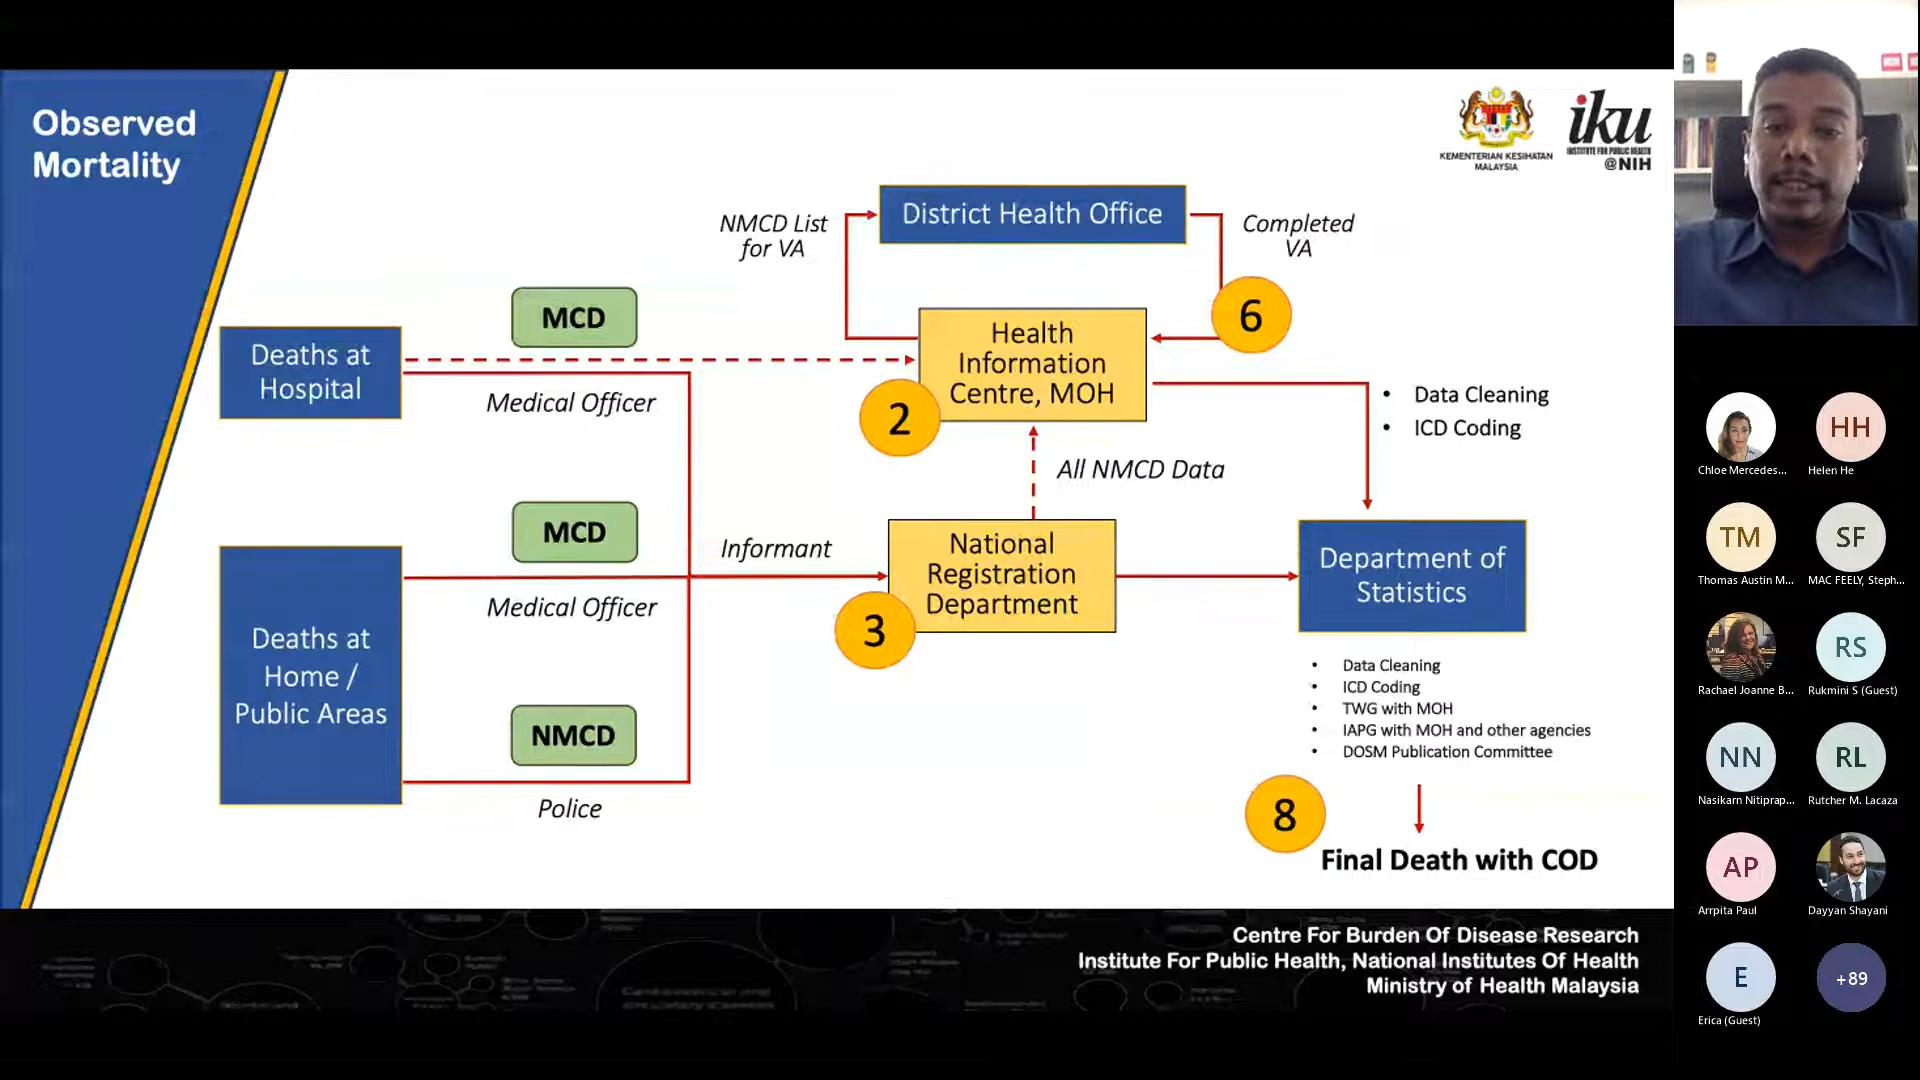 Observed
Mortality
KEMENTERIAN KESIHATAN
MALAYSIA
iku
INSTITUTE FOR PUBLIC HEALTH
@NIH
NMCD List
for VA
District Health Office
Completed
VA
6
MCD
Deaths at
Hospital
Medical Officer
Health
Information
Centre, MOH
2
Data Cleaning
ICD Coding
All NMCD Data
MCD
Informant
Medical Officer
Deaths at
Home /
Public Areas
National
Registration
Department
3
Department of
Statistics
NMCD
Police
Data Cleaning
ICD Coding
TWG with MOH
IAPG with MOH and other agencies
DOSM Publication Committee
8
Final Death with COD
Centre For Burden Of Disease Research
Institute For Public Health, National Institutes Of Health
Ministry of Health Malaysia
Chloe Mercedes...
HH
Helen He
TM
Thomas Austin M...
SF
MAC FEELY, Steph...
Rachael Joanne B...
RS
Rukmini S (Guest)
NN
Nasikarn Nitiprap...
RL
Rutcher M. Lacaza
AP
Arrpita Paul
Dayyan Shayani
E
Erica (Guest)
+89